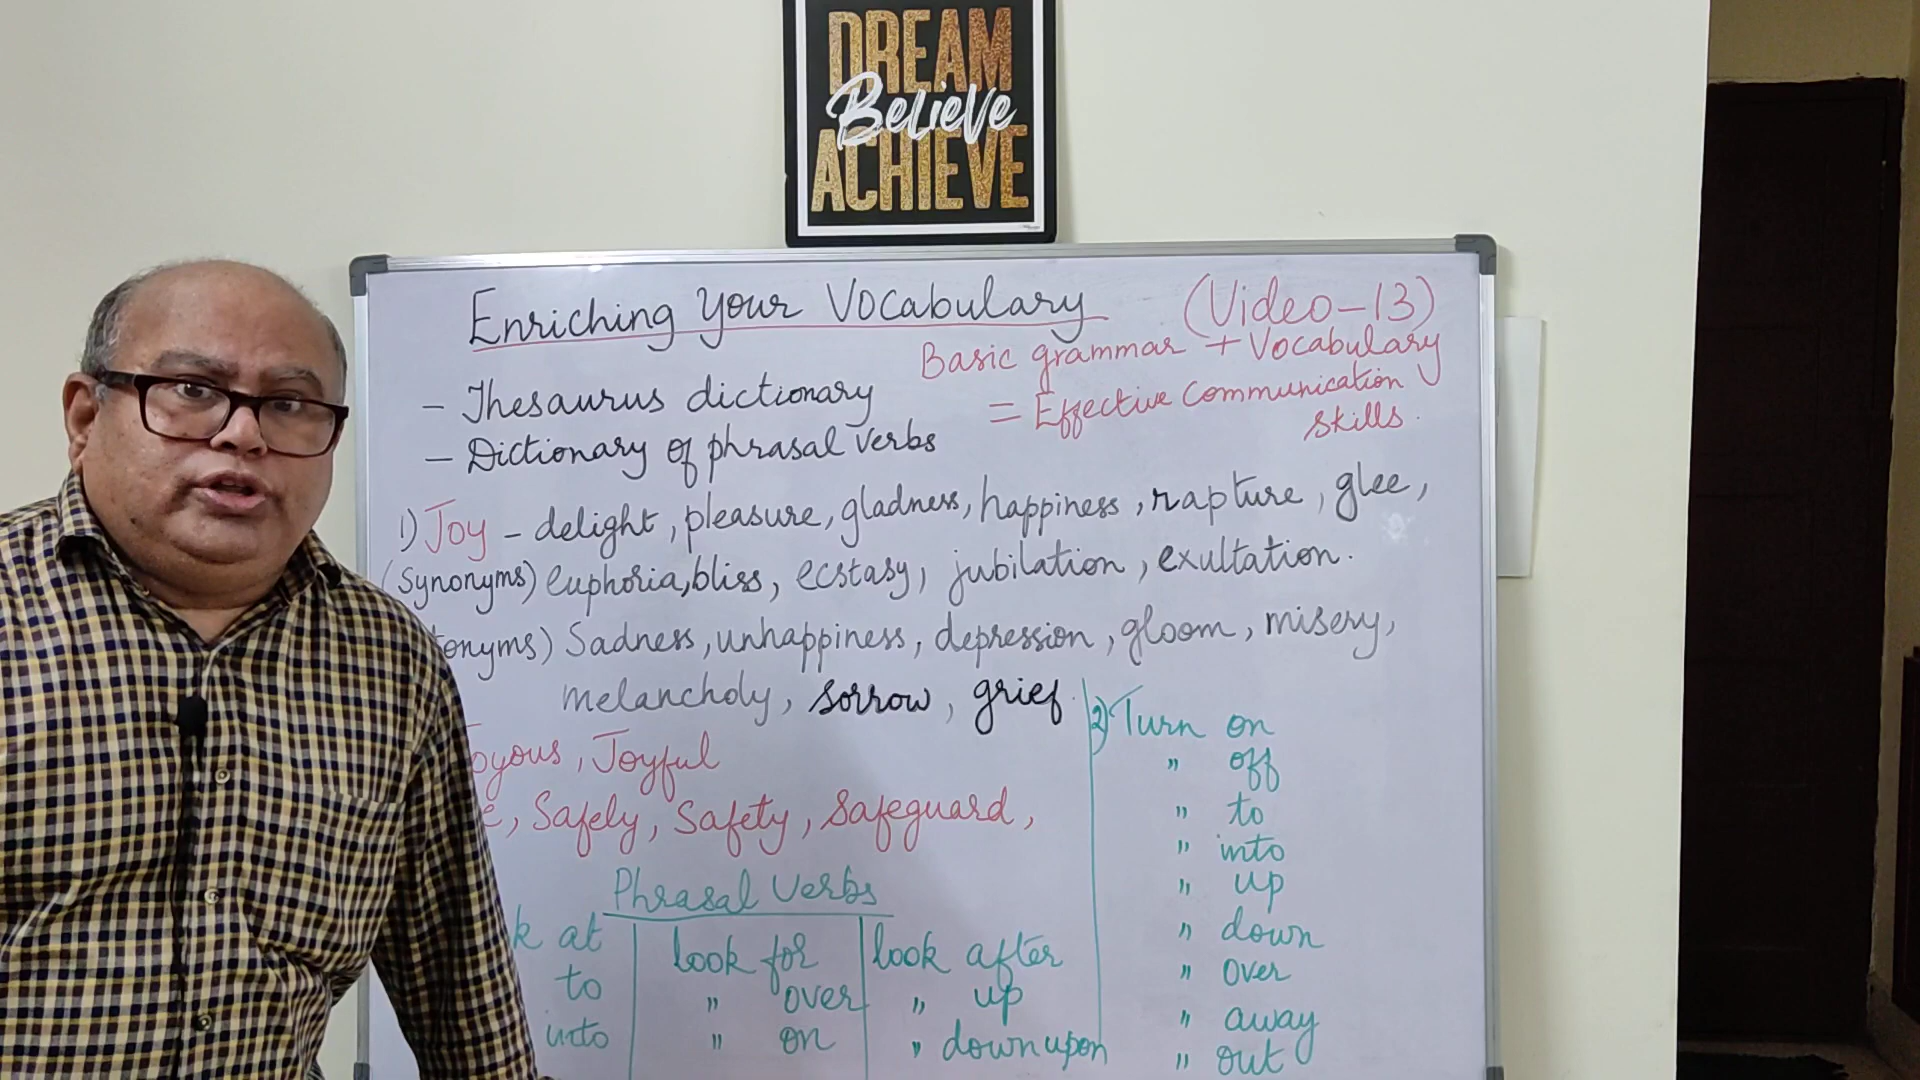 DREAM
Believe
ACHIEVE
Enriching Your Vocabulary (Video-13)
Basic grammar + Vocabulary
= Effective Communication
skills.
- Thesaurus dictionary
- Dictionary of phrasal verbs
1) Joy - delight, pleasure, gladness, happiness, rapture, glee,
(Synonyms) euphoria, bliss, ecstasy, jubilation, exultation.
onyms) Sadness, unhappiness, depression, gloom, misery,
melancholy, sorrow, grief.
oyous, Joyful
e, Safely, Safety, Safeguard,
Phrasal Verbs
k at look for look after
to " over " up
into " on " down upon
2) Turn on
" off
" to
" into
" up
" down
" over
" away
" out